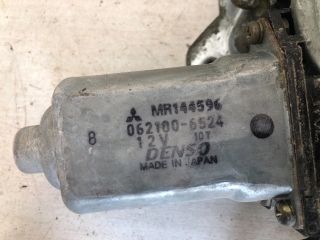 MR144596
062100-6524
8
12V 10T
DENSO
MADE IN JAPAN